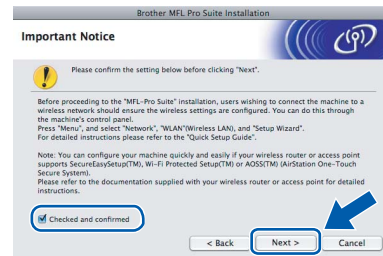 Brother MFL Pro Suite Installation
Important Notice
Please confirm the setting below before clicking "Next".
Before proceeding to the "MFL-Pro Suite" installation, users wishing to connect the machine to a
wireless network should ensure the wireless settings are configured. You can do this through
the machine's control panel.
Press "Menu", and select "Network", "WLAN"(Wireless LAN), and "Setup Wizard".
For detailed instructions please refer to the "Quick Setup Guide".
Note: You can configure your machine quickly and easily if your wireless router or access point
supports SecureEasySetup(TM), Wi-Fi Protected Setup(TM) or AOSS(TM) (AirStation One-Touch
Secure System).
Please refer to the documentation supplied with your wireless router or access point for detailed
instructions.
Checked and confirmed
< Back Next > Cancel